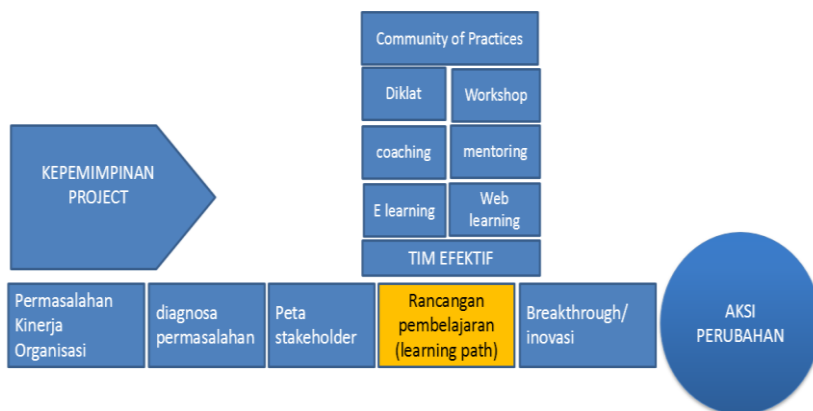 Community of Practices
Diklat
Workshop
coaching
mentoring
E learning
Web
learning
TIM EFEKTIF
KEPEMIMPINAN
PROJECT
Permasalahan
Kinerja
Organisasi
diagnosa
permasalahan
Peta
stakeholder
Rancangan
pembelajaran
(learning path)
Breakthrough/
inovasi
AKSI
PERUBAHAN